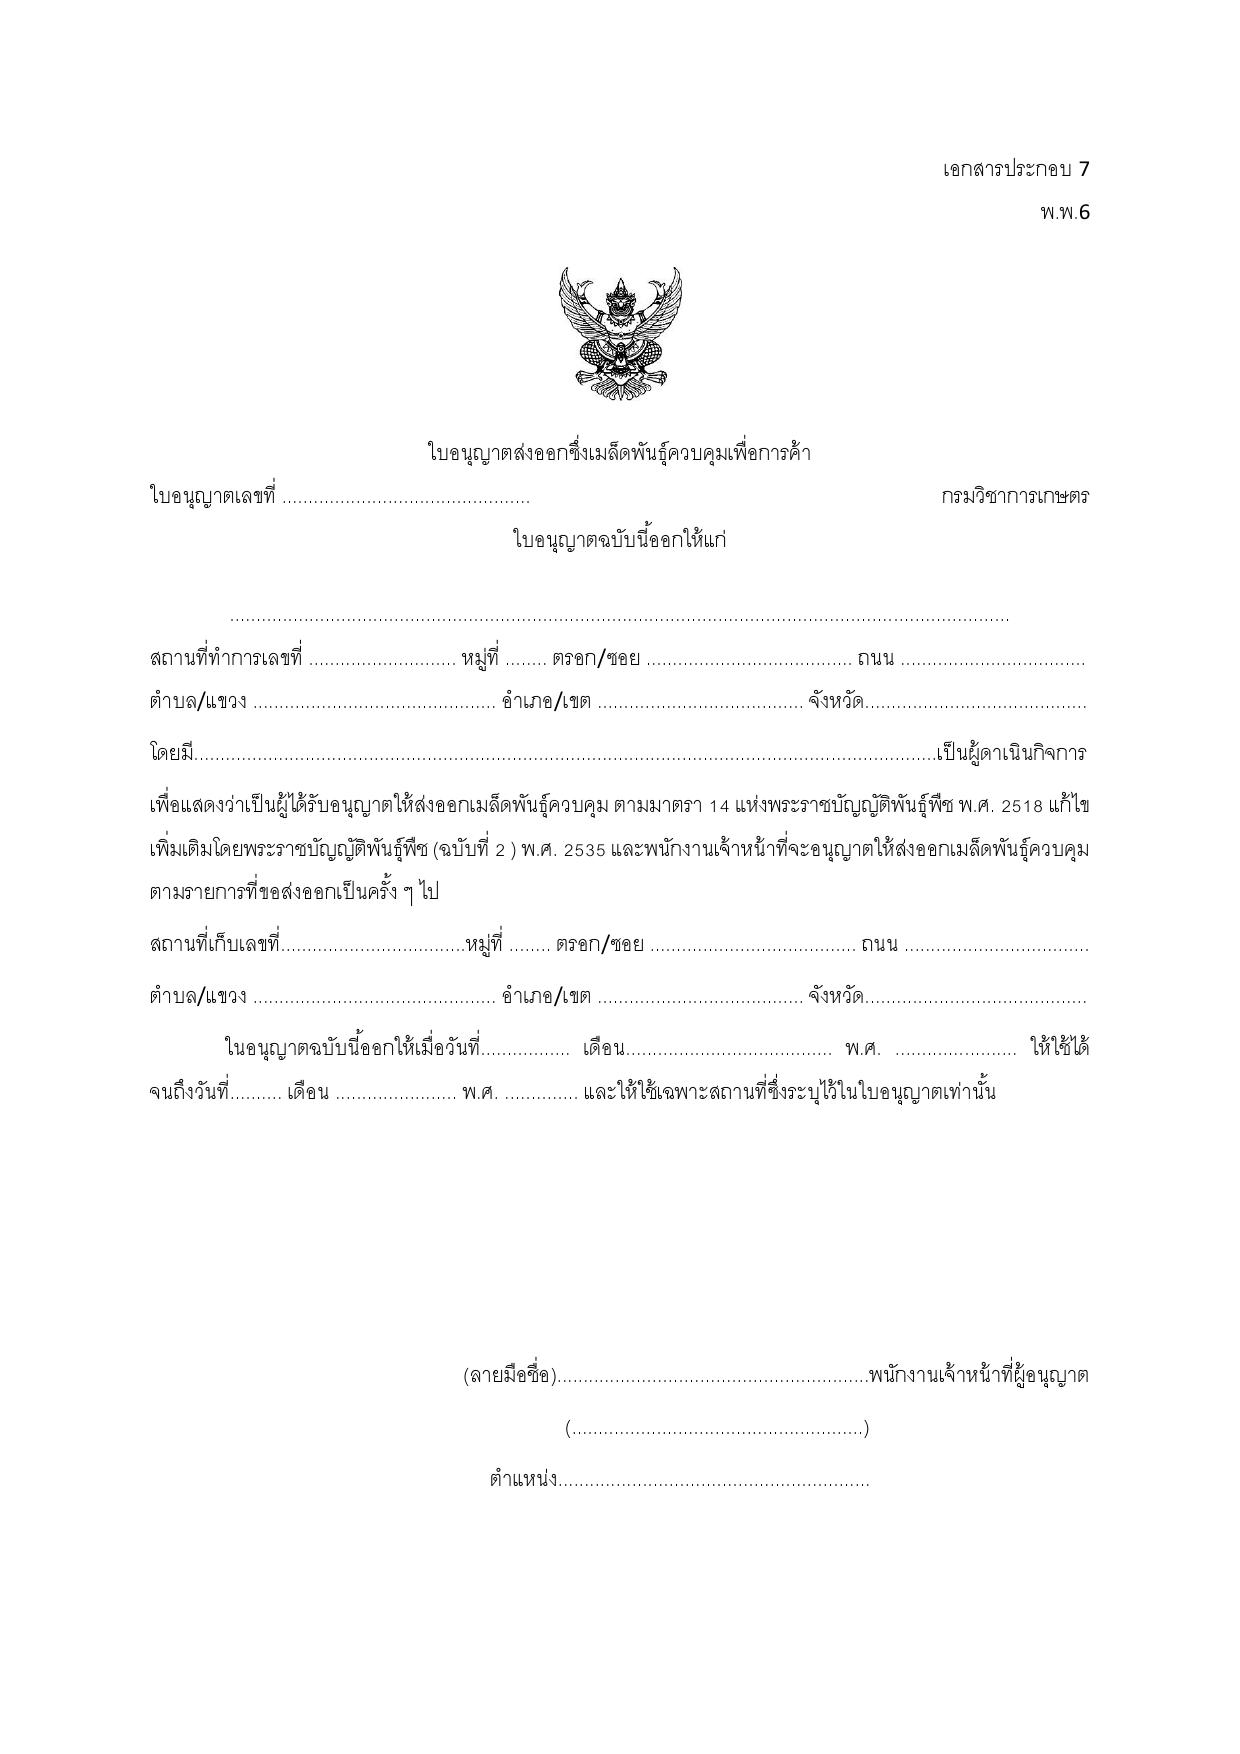 เอกสารประกอบ 7
พ.พ.6
ใบอนุญาตส่งออกซึ่งเมล็ดพันธุ์ควบคุมเพื่อการค้า
ใบอนุญาตเลขที่ ............................................... กรมวิชาการเกษตร
ใบอนุญาตฉบับนี้ออกให้แก่
....................................................................................................................................................
สถานที่ทำการเลขที่ ............................ หมู่ที่ ........ ตรอก/ซอย ....................................... ถนน ...................................
ตำบล/แขวง .............................................. อำเภอ/เขต ....................................... จังหวัด..........................................
โดยมี.............................................................................................................................................เป็นผู้ดาเนินกิจการ
เพื่อแสดงว่าเป็นผู้ได้รับอนุญาตให้ส่งออกเมล็ดพันธุ์ควบคุม ตามมาตรา 14 แห่งพระราชบัญญัติพันธุ์พืช พ.ศ. 2518 แก้ไข
เพิ่มเติมโดยพระราชบัญญัติพันธุ์พืช (ฉบับที่ 2 ) พ.ศ. 2535 และพนักงานเจ้าหน้าที่จะอนุญาตให้ส่งออกเมล็ดพันธุ์ควบคุม
ตามรายการที่ขอส่งออกเป็นครั้ง ๆ ไป
สถานที่เก็บเลขที่...................................หมู่ที่ ........ ตรอก/ซอย ....................................... ถนน ...................................
ตำบล/แขวง .............................................. อำเภอ/เขต ....................................... จังหวัด..........................................
ในอนุญาตฉบับนี้ออกให้เมื่อวันที่................. เดือน....................................... พ.ศ. ....................... ให้ใช้ได้
จนถึงวันที่.......... เดือน ....................... พ.ศ. .............. และให้ใช้เฉพาะสถานที่ซึ่งระบุไว้ในใบอนุญาตเท่านั้น
(ลายมือชื่อ)...........................................................พนักงานเจ้าหน้าที่ผู้อนุญาต
(.......................................................)
ตำแหน่ง...........................................................